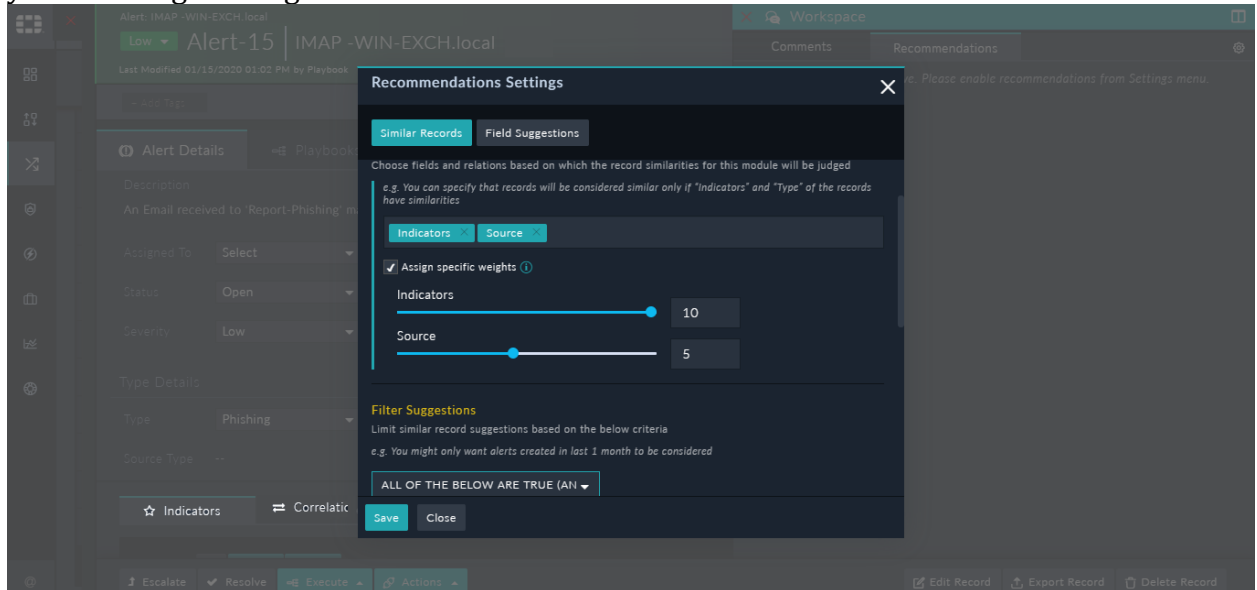 Alert: IMAP -WIN-EXCH.local
Low Alert-15 IMAP -WIN-EXCH.local
Last Modified 01/15/2020 01:02 PM by Playbook
+ Add Tags
Alert Details Playbooks
Description
An Email received to 'Report-Phishing' m
Assigned To Select
Status Open
Severity Low
Type Details
Type Phishing
Source Type --
Indicators Correlatic
Escalate Resolve Execute Actions Edit Record Export Record Delete Record
Workspace
Comments Recommendations
ve. Please enable recommendations from Settings menu.
Recommendations Settings
Similar Records Field Suggestions
Choose fields and relations based on which the record similarities for this module will be judged
e.g. You can specify that records will be considered similar only if "Indicators" and "Type" of the records
have similarities
Indicators × Source ×
Assign specific weights
Indicators
10
Source
5
Filter Suggestions
Limit similar record suggestions based on the below criteria
e.g. You might only want alerts created in last 1 month to be considered
ALL OF THE BELOW ARE TRUE (AN
Save Close